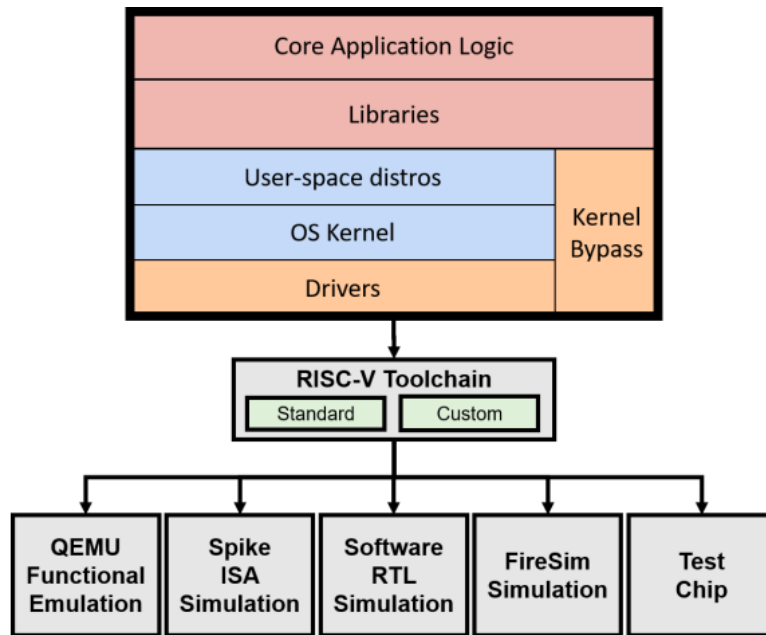 Core Application Logic
Libraries
User-space distros
OS Kernel
Drivers
Kernel
Bypass
RISC-V Toolchain
Standard
Custom
QEMU
Functional
Emulation
Spike
ISA
Simulation
Software
RTL
Simulation
FireSim
Simulation
Test
Chip